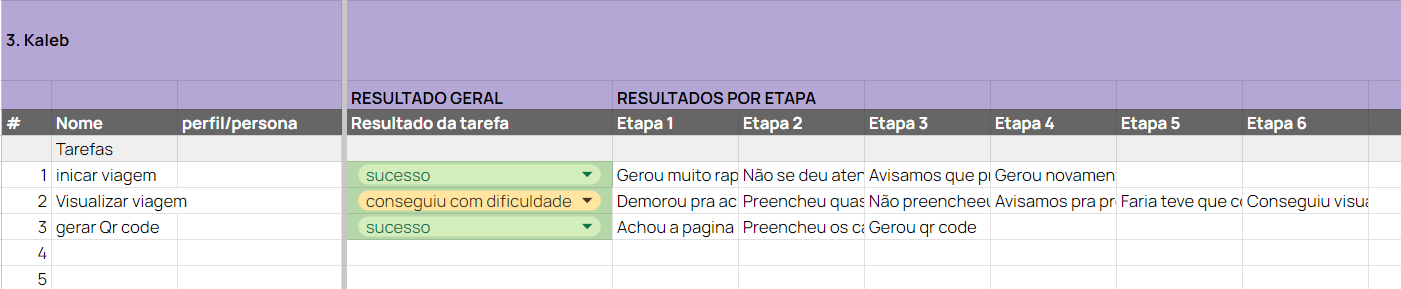 3. Kaleb
RESULTADO GERAL RESULTADOS POR ETAPA
# Nome perfil/persona Resultado da tarefa Etapa 1 Etapa 2 Etapa 3 Etapa 4 Etapa 5 Etapa 6
Tarefas
1 inicar viagem sucesso Gerou muito rap Não se deu aten Avisamos que pr Gerou novamen
2 Visualizar viagem conseguiu com dificuldade Demorou pra ac Preencheu quas Não preencheeu Avisamos pra pr Faria teve que co Conseguiu visua
3 gerar Qr code sucesso Achou a pagina Preencheu os ca Gerou qr code
4
5